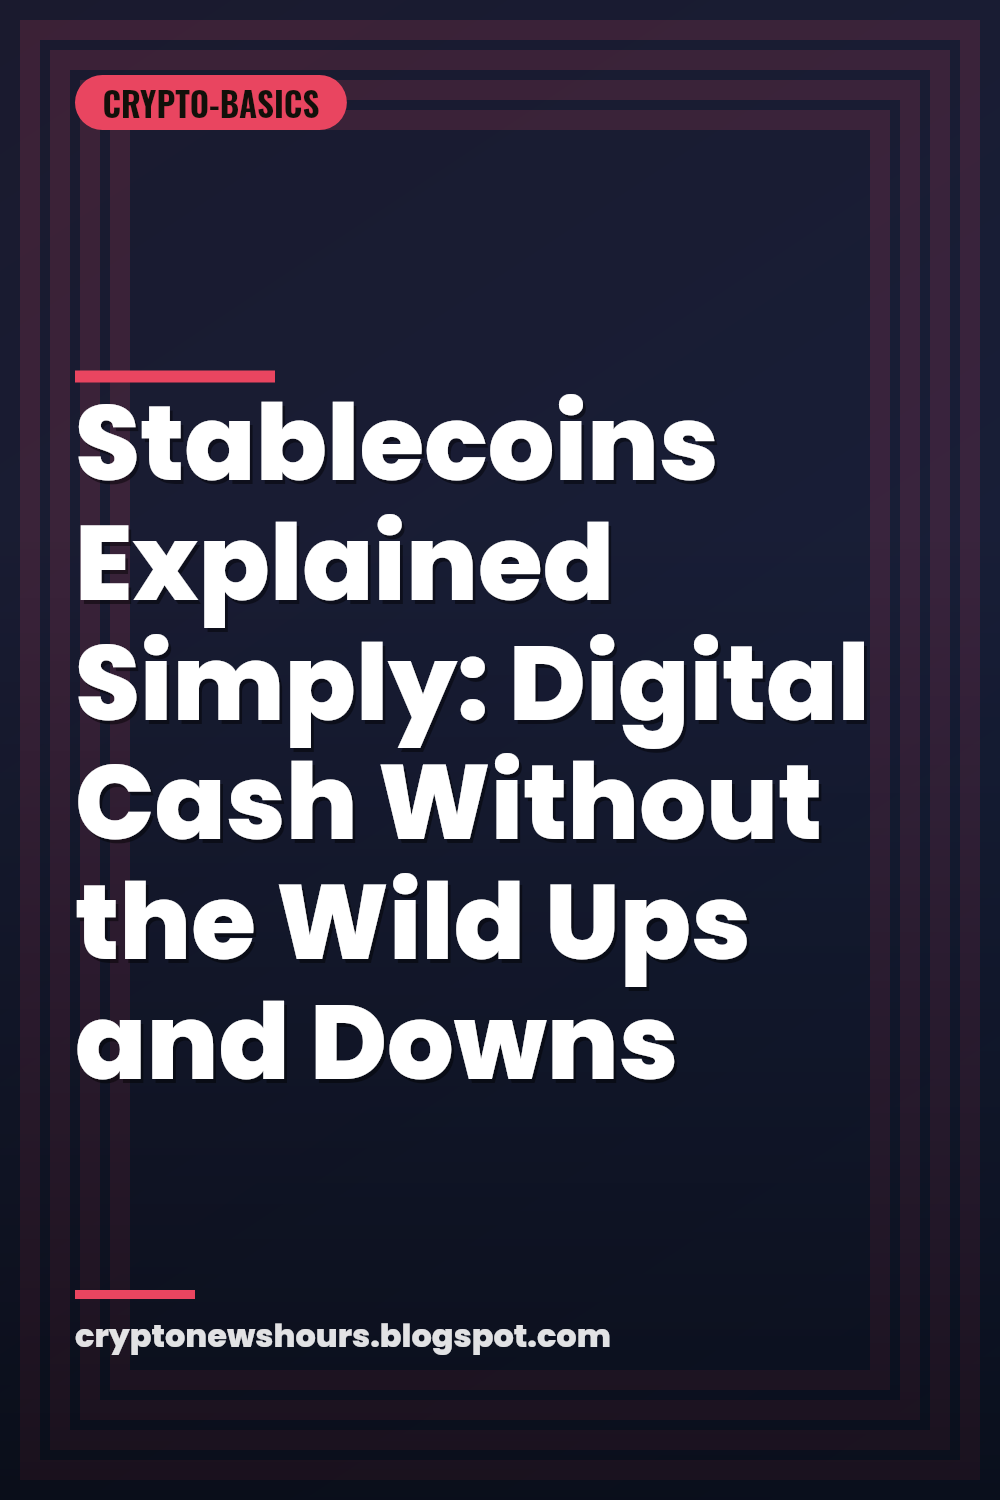 CRYPTO-BASICS
Stablecoins
Explained
Simply: Digital
Cash Without
the Wild Ups
and Downs
cryptonewshours.blogspot.com